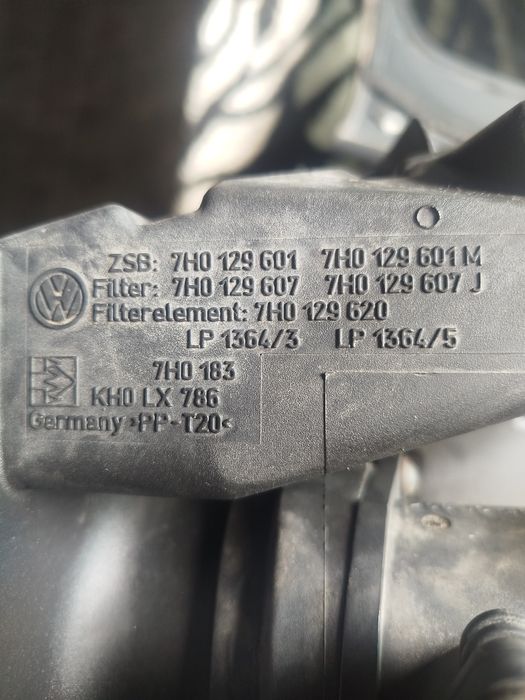 ZSB: 7H0 129 601 7H0 129 601 M
Filter: 7H0 129 607 7H0 129 607 J
Filterelement: 7H0 129 620
LP 1364/3 LP 1364/5
7H0 183
KH0 LX 786
Germany >PP-T20<